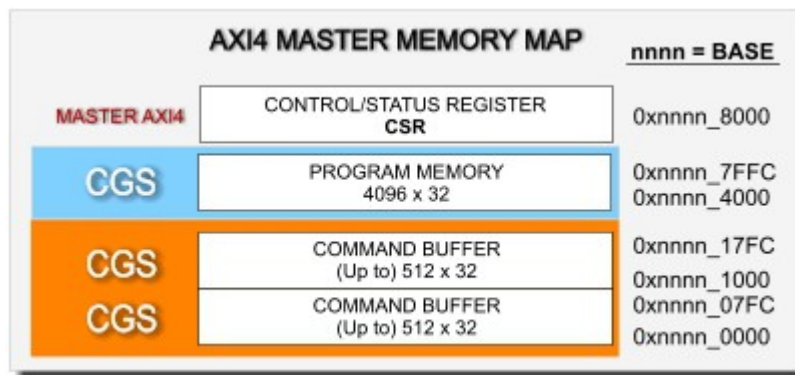 AXI4 MASTER MEMORY MAP
nnnn = BASE
MASTER AXI4
CONTROL/STATUS REGISTER
CSR
0xnnnn_8000
CGS
PROGRAM MEMORY
4096 x 32
0xnnnn_7FFC
0xnnnn_4000
CGS
COMMAND BUFFER
(Up to) 512 x 32
0xnnnn_17FC
0xnnnn_1000
CGS
COMMAND BUFFER
(Up to) 512 x 32
0xnnnn_07FC
0xnnnn_0000